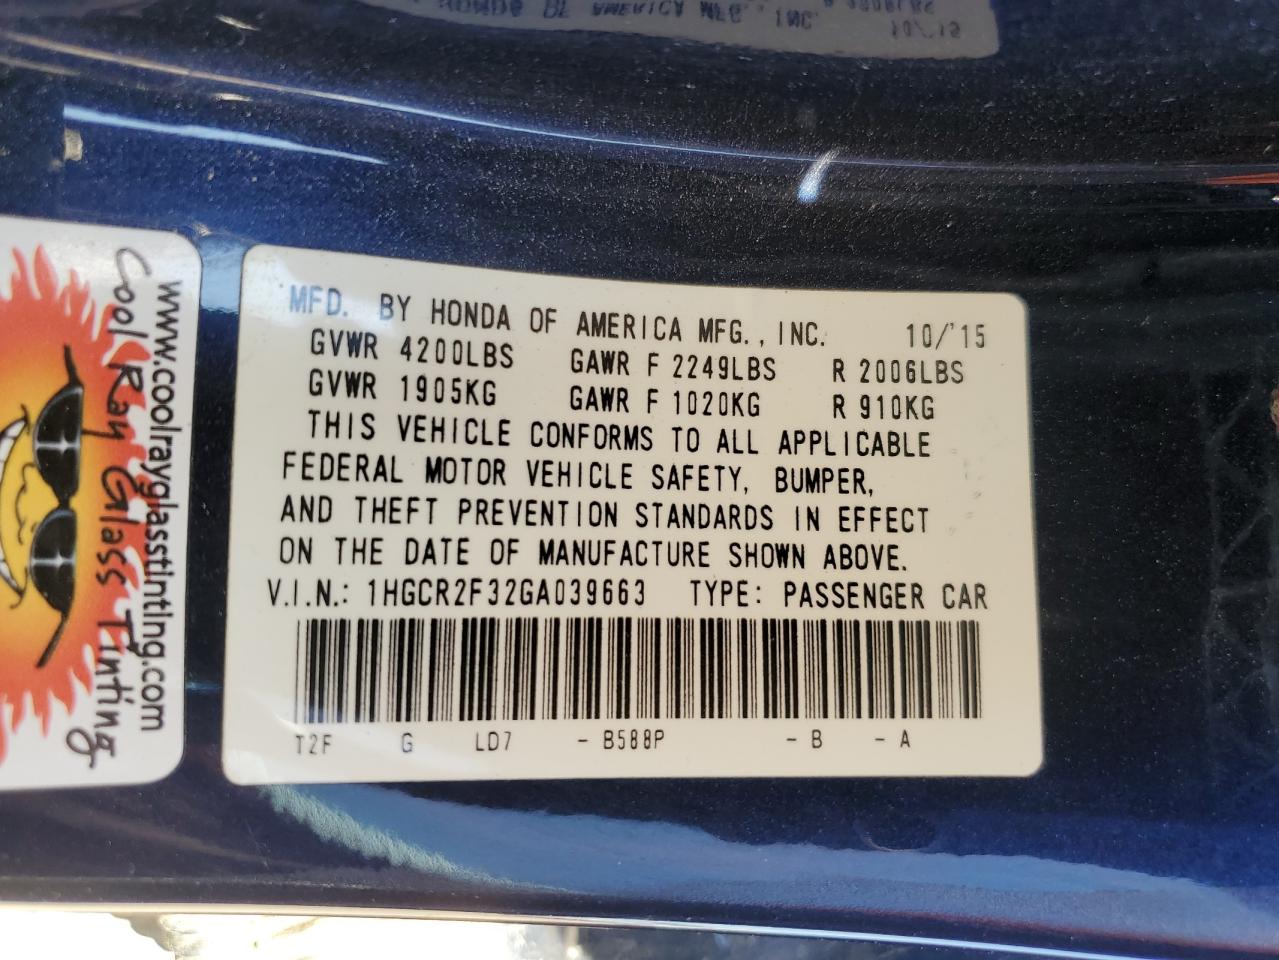 MFD. BY HONDA OF AMERICA MFG., INC. 10/'15
GVWR 4200LBS GAWR F 2249LBS R 2006LBS
GVWR 1905KG GAWR F 1020KG R 910KG
THIS VEHICLE CONFORMS TO ALL APPLICABLE
FEDERAL MOTOR VEHICLE SAFETY, BUMPER,
AND THEFT PREVENTION STANDARDS IN EFFECT
ON THE DATE OF MANUFACTURE SHOWN ABOVE.
V.I.N.: 1HGCR2F32GA039663 TYPE: PASSENGER CAR
T2F G LD7 - B588P - B - A
www.coolrayglasstinting.com
Cool Ray Glass Tinting